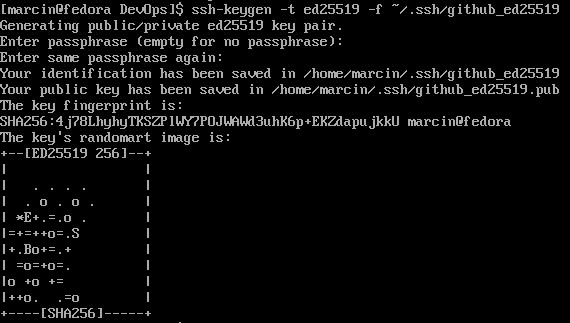 [marcin@fedora DevOps]$ ssh-keygen -t ed25519 -f ~/.ssh/github_ed25519
Generating public/private ed25519 key pair.
Enter passphrase (empty for no passphrase):
Enter same passphrase again:
Your identification has been saved in /home/marcin/.ssh/github_ed25519
Your public key has been saved in /home/marcin/.ssh/github_ed25519.pub
The key fingerprint is:
SHA256:4j78LhyhyTKSZPlWY7POJWAWd3uhK6p+EKZdapujkkU marcin@fedora
The key's randomart image is:
+--[ED25519 256]--+
|                 |
|    . . . .      |
|   . o . o .     |
|  *E+.=.o .      |
|=+=++o=.S        |
|+.Bo+=.+         |
| =o=+o=.         |
|o +o +=          |
|++o.  .=o        |
+----[SHA256]-----+